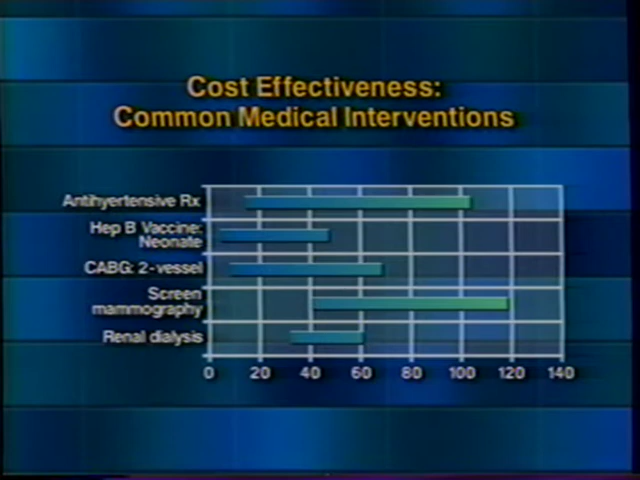 Cost Effectiveness:
Common Medical Interventions
Antihyertensive Rx
Hep B Vaccine:
Neonate
CABG: 2-vessel
Screen
mammography
Renal dialysis
0 20 40 60 80 100 120 140